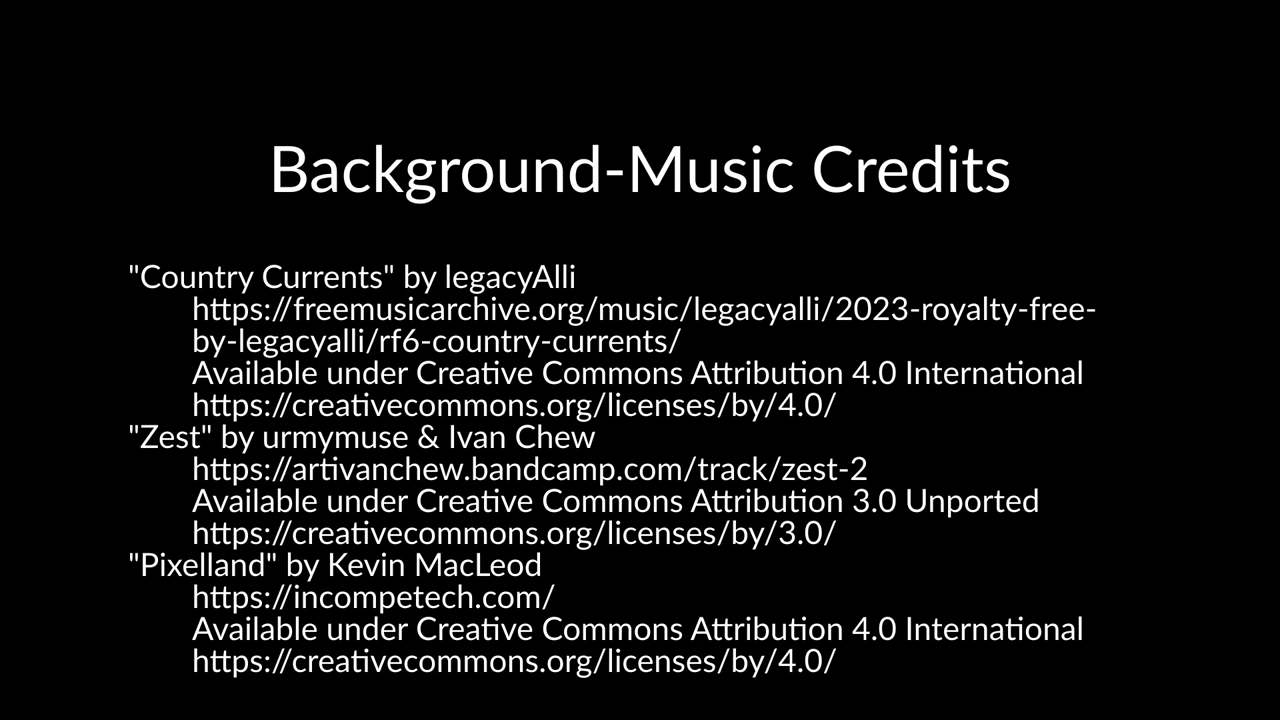 Background-Music Credits
"Country Currents" by legacyAlli
https://freemusicarchive.org/music/legacyalli/2023-royalty-free-
by-legacyalli/rf6-country-currents/
Available under Creative Commons Attribution 4.0 International
https://creativecommons.org/licenses/by/4.0/
"Zest" by urmymuse & Ivan Chew
https://artivanchew.bandcamp.com/track/zest-2
Available under Creative Commons Attribution 3.0 Unported
https://creativecommons.org/licenses/by/3.0/
"Pixelland" by Kevin MacLeod
https://incompetech.com/
Available under Creative Commons Attribution 4.0 International
https://creativecommons.org/licenses/by/4.0/